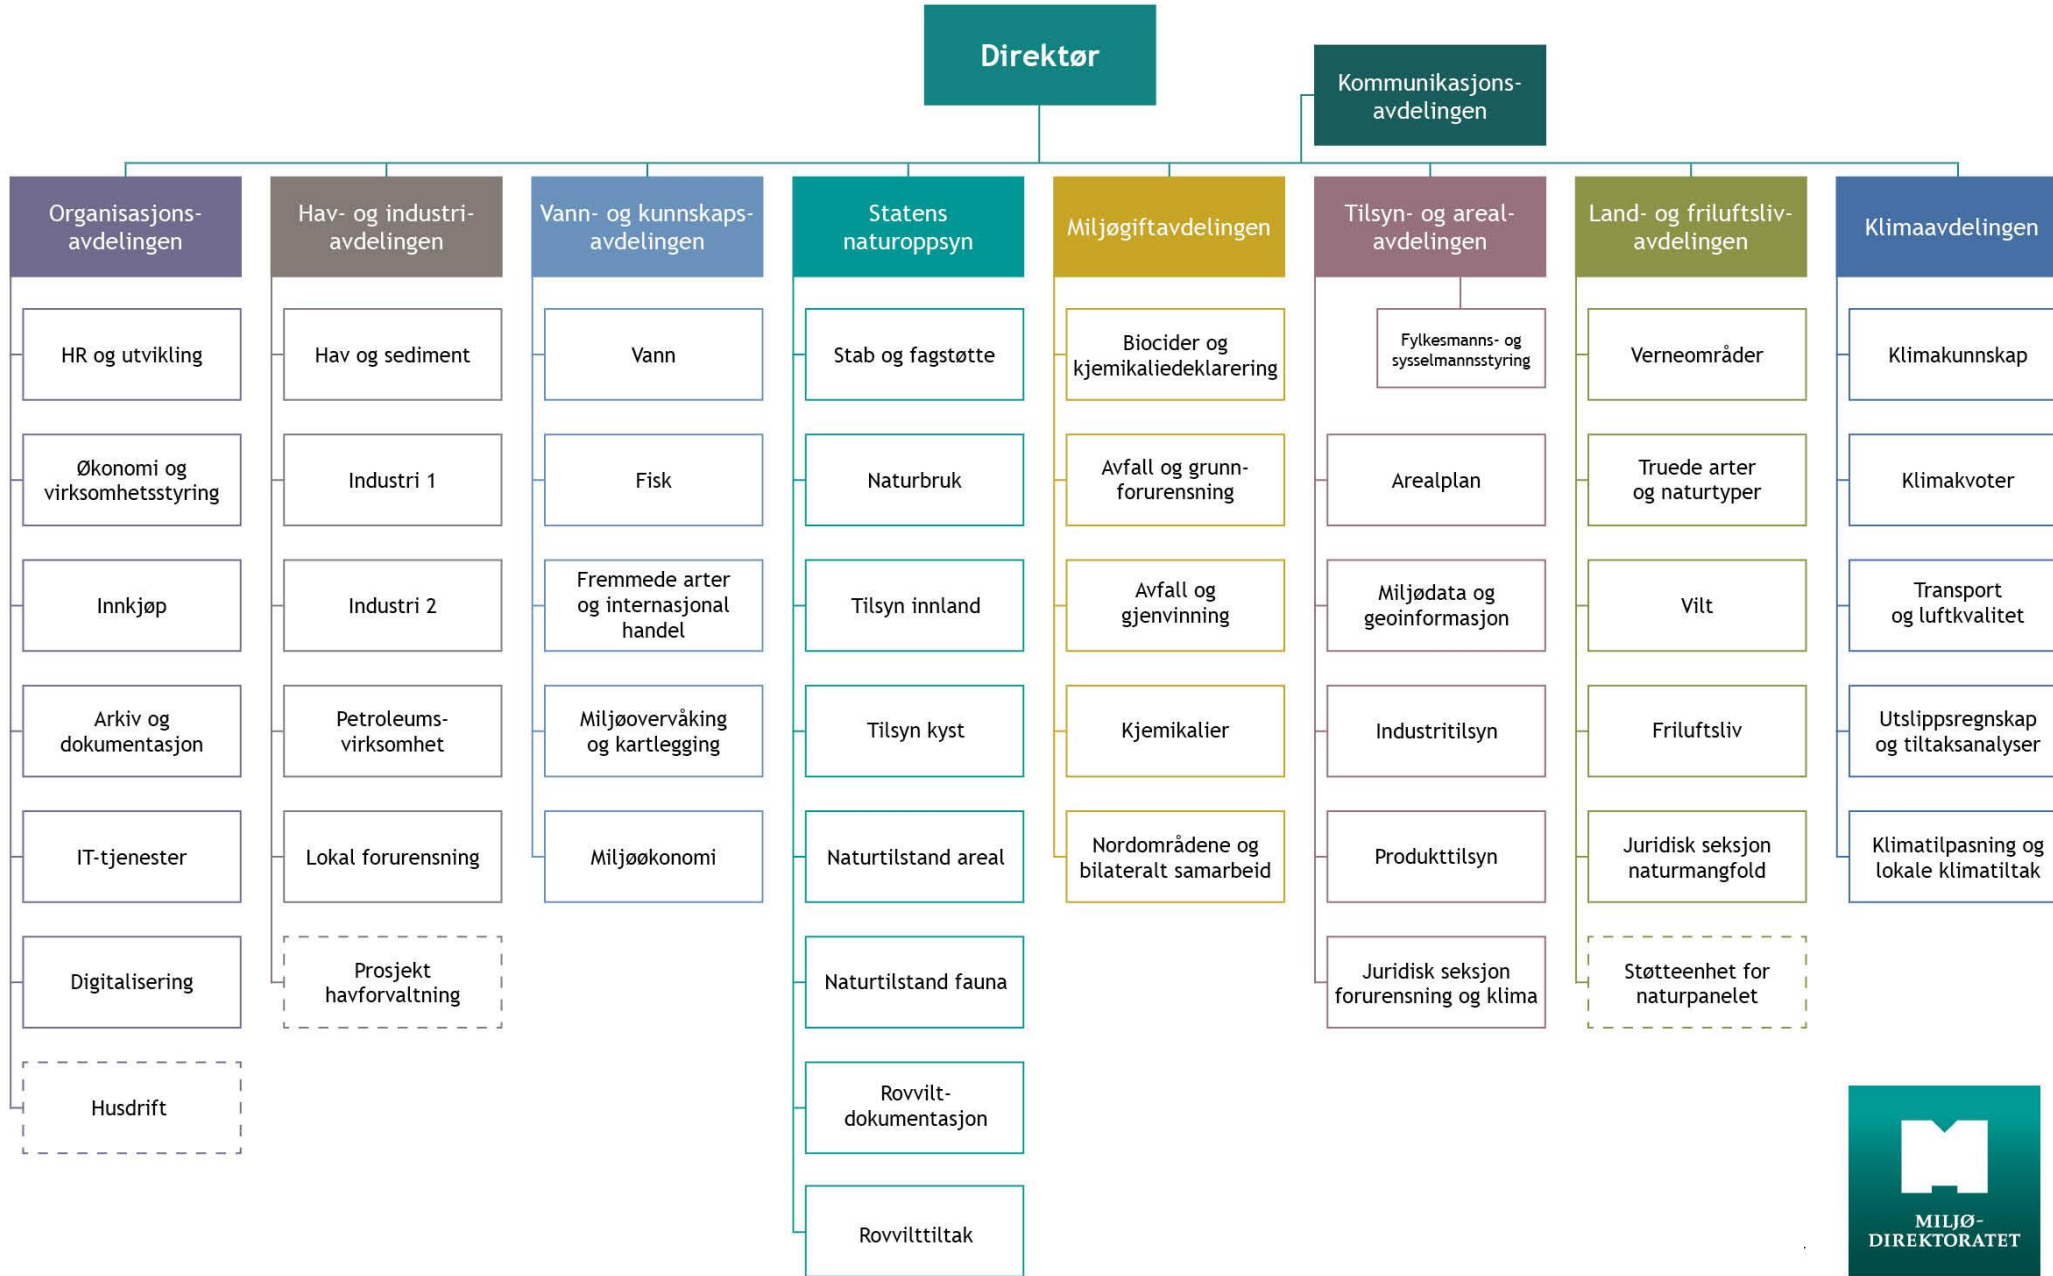 Direktør
Kommunikasjons-
avdelingen
Organisasjons-
avdelingen
HR og utvikling
Økonomi og
virksomhetsstyring
Innkjøp
Arkiv og
dokumentasjon
IT-tjenester
Digitalisering
Husdrift
Hav- og industri-
avdelingen
Hav og sediment
Industri 1
Industri 2
Petroleums-
virksomhet
Lokal forurensning
Prosjekt
havforvaltning
Vann- og kunnskaps-
avdelingen
Vann
Fisk
Fremmede arter
og internasjonal
handel
Miljøovervåking
og kartlegging
Miljøøkonomi
Statens
naturoppsyn
Stab og fagstøtte
Naturbruk
Tilsyn innland
Tilsyn kyst
Naturtilstand areal
Naturtilstand fauna
Rovvilt-
dokumentasjon
Rovvilttiltak
Miljøgiftavdelingen
Biocider og
kjemikaliedeklarering
Avfall og grunn-
forurensning
Avfall og
gjenvinning
Kjemikalier
Nordområdene og
bilateralt samarbeid
Tilsyn- og areal-
avdelingen
Fylkesmanns- og
sysselmannsstyring
Arealplan
Miljødata og
geoinformasjon
Industritilsyn
Produkttilsyn
Juridisk seksjon
forurensning og klima
Land- og friluftsliv-
avdelingen
Verneområder
Truede arter
og naturtyper
Vilt
Friluftsliv
Juridisk seksjon
naturmangfold
Støtteenhet for
naturpanelet
Klimaavdelingen
Klimakunnskap
Klimakvoter
Transport
og luftkvalitet
Utslippsregnskap
og tiltaksanalyser
Klimatilpasning og
lokale klimatiltak
MILJØ-
DIREKTORATET